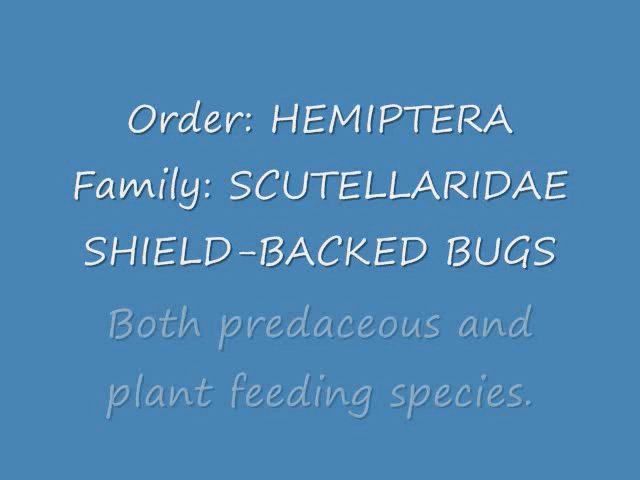 Order: HEMIPTERA
Family: SCUTELLARIDAE
SHIELD-BACKED BUGS
Both predaceous and
plant feeding species.